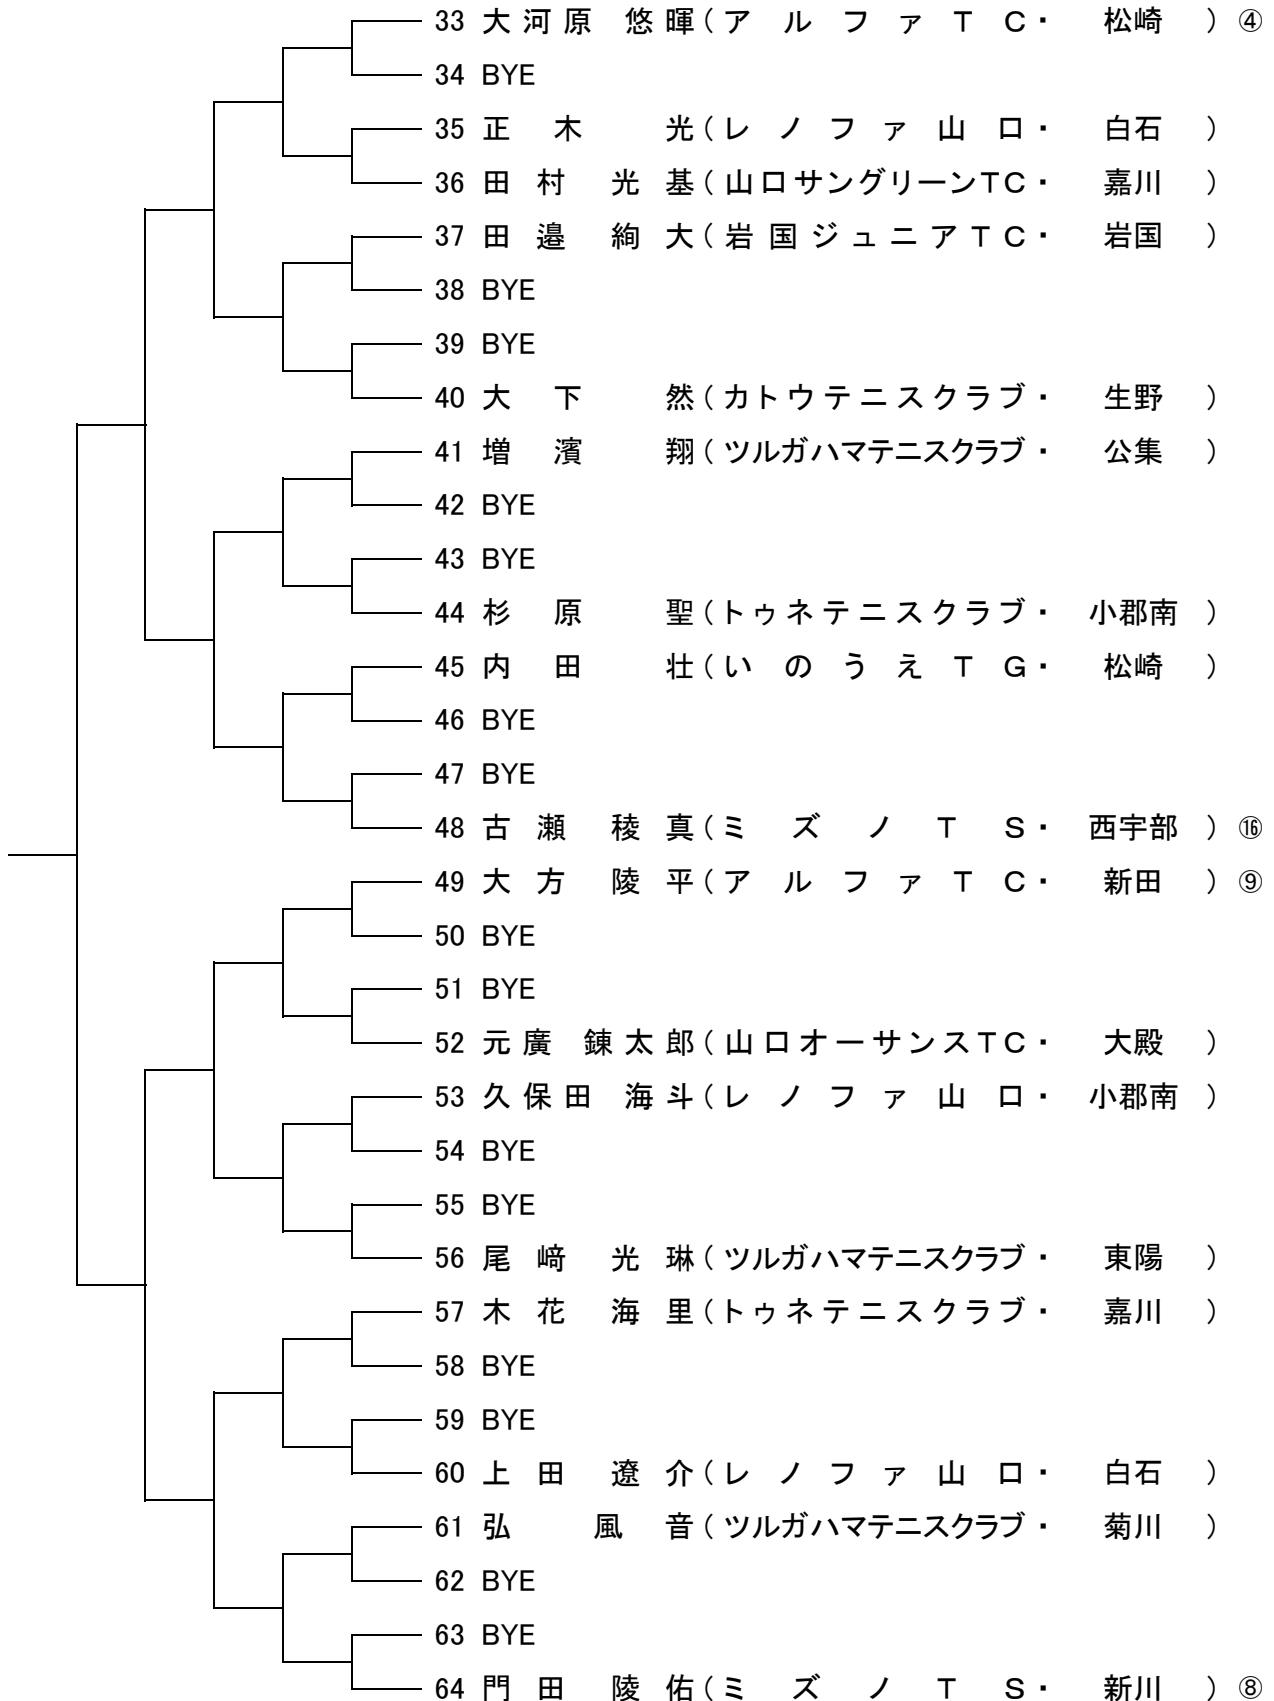 33 大河原 悠暉(アルファTC・ 松崎 ) ④
34 BYE
35 正木 光(レノファ山口・ 白石 )
36 田村 光基(山口サングリーンTC・ 嘉川 )
37 田邉 絢大(岩国ジュニアTC・ 岩国 )
38 BYE
39 BYE
40 大下 然(カトウテニスクラブ・ 生野 )
41 増濱 翔(ツルガハマテニスクラブ・ 公集 )
42 BYE
43 BYE
44 杉原 聖(トゥネテニスクラブ・ 小郡南 )
45 内田 壮(いのうえTG・ 松崎 )
46 BYE
47 BYE
48 古瀬 稜真(ミズノTS・ 西宇部 ) ⑯
49 大方 陵平(アルファTC・ 新田 ) ⑨
50 BYE
51 BYE
52 元廣 錬太郎(山口オーサンスTC・ 大殿 )
53 久保田 海斗(レノファ山口・ 小郡南 )
54 BYE
55 BYE
56 尾﨑 光琳(ツルガハマテニスクラブ・ 東陽 )
57 木花 海里(トゥネテニスクラブ・ 嘉川 )
58 BYE
59 BYE
60 上田 遼介(レノファ山口・ 白石 )
61 弘 風音(ツルガハマテニスクラブ・ 菊川 )
62 BYE
63 BYE
64 門田 陵佑(ミズノTS・ 新川 ) ⑧